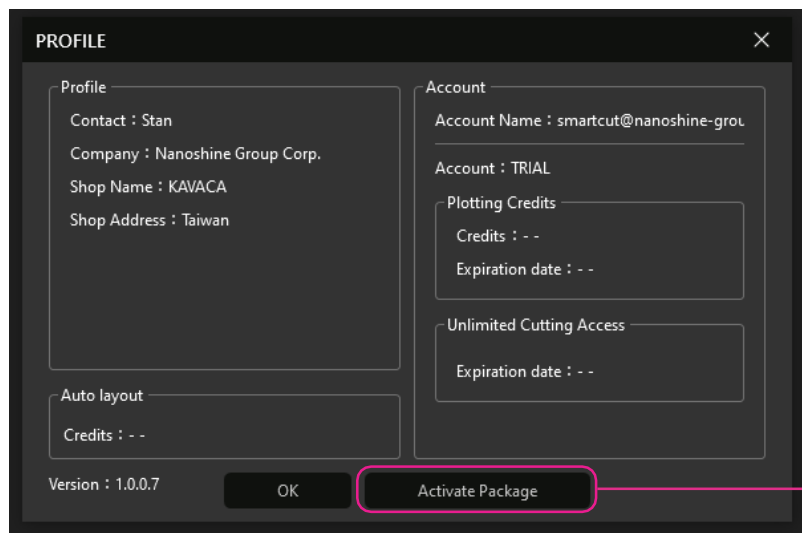 PROFILE
Profile
Contact：Stan
Company：Nanoshine Group Corp.
Shop Name：KAVACA
Shop Address：Taiwan
Auto layout
Credits：- -
Account
Account Name：smartcut@nanoshine-grou
Account：TRIAL
Plotting Credits
Credits：- -
Expiration date：- -
Unlimited Cutting Access
Expiration date：- -
Version：1.0.0.7
OK
Activate Package